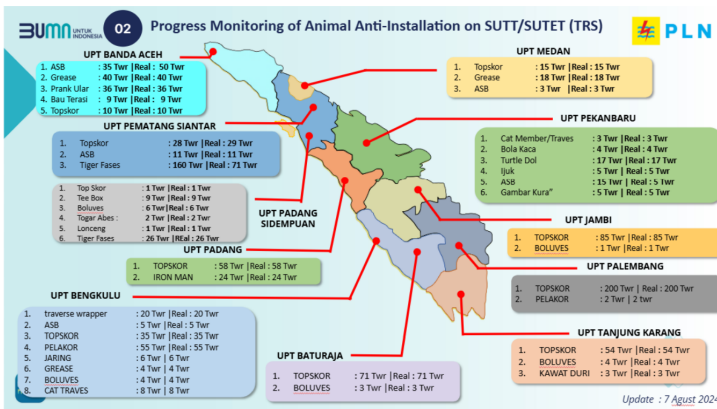 BUMN UNTUK INDONESIA
02
Progress Monitoring of Animal Anti-Installation on SUTT/SUTET (TRS)
PLN
UPT BANDA ACEH
1. ASB : 35 Twr |Real : 50 Twr
2. Grease : 40 Twr |Real : 40 Twr
3. Prank Ular : 36 Twr |Real : 36 Twr
4. Bau Terasi : 9 Twr |Real : 9 Twr
5. Topskor : 10 Twr |Real : 10 Twr
UPT MEDAN
1. Topskor : 15 Twr |Real : 15 Twr
2. Grease : 18 Twr |Real : 18 Twr
3. ASB : 3 Twr |Real : 3 Twr
UPT PEMATANG SIANTAR
1. Topskor : 28 Twr |Real : 29 Twr
2. ASB : 11 Twr |Real : 11 Twr
3. Tiger Fases : 160 Twr |Real : 71 Twr
UPT PEKANBARU
1. Cat Member/Traves : 3 Twr |Real : 3 Twr
2. Bola Kaca : 4 Twr |Real : 4 Twr
3. Turtle Dol : 17 Twr |Real : 17 Twr
4. Ijuk : 5 Twr |Real : 5 Twr
5. ASB : 15 Twr |Real : 5 Twr
6. Gambar Kura" : 5 Twr |Real : 5 Twr
1. Top Skor : 1 Twr |Real : 1 Twr
2. Tee Box : 9 Twr |Real : 9 Twr
3. Boluves : 6 Twr |Real : 6 Twr
4. Togar Abes : 2 Twr |Real : 2 Twr
5. Lonceng : 1 Twr |Real : 1 Twr
6. Tiger Fases : 26 Twr |Real : 26 Twr
UPT PADANG
SIDEMPUAN
UPT JAMBI
1. TOPSKOR : 85 Twr |Real : 85 Twr
2. BOLUVES : 1 Twr |Real : 1 Twr
UPT PADANG
1. TOPSKOR : 58 Twr |Real : 58 Twr
2. IRON MAN : 24 Twr |Real : 24 Twr
UPT PALEMBANG
1. TOPSKOR : 200 Twr |Real : 200 Twr
2. PELAKOR : 2 Twr | 2 twr
UPT BENGKULU
1. traverse wrapper : 20 Twr |Real : 20 Twr
2. ASB : 5 Twr |Real : 5 Twr
3. TOPSKOR : 35 Twr |Real : 35 Twr
4. PELAKOR : 55 Twr |Real : 55 Twr
5. JARING : 6 Twr | 6 Twr
6. GREASE : 4 Twr | 4 Twr
7. BOLUVES : 4 Twr | 4 Twr
8. CAT TRAVES : 8 Twr | 8 Twr
UPT BATURAJA
1. TOPSKOR : 71 Twr |Real : 71 Twr
2. BOLUVES : 3 Twr |Real : 3 Twr
UPT TANJUNG KARANG
1. TOPSKOR : 54 Twr |Real : 54 Twr
2. BOLUVES : 4 Twr |Real : 4 Twr
3. KAWAT DURI : 3 Twr |Real : 3 Twr
Update : 7 Agust 2024